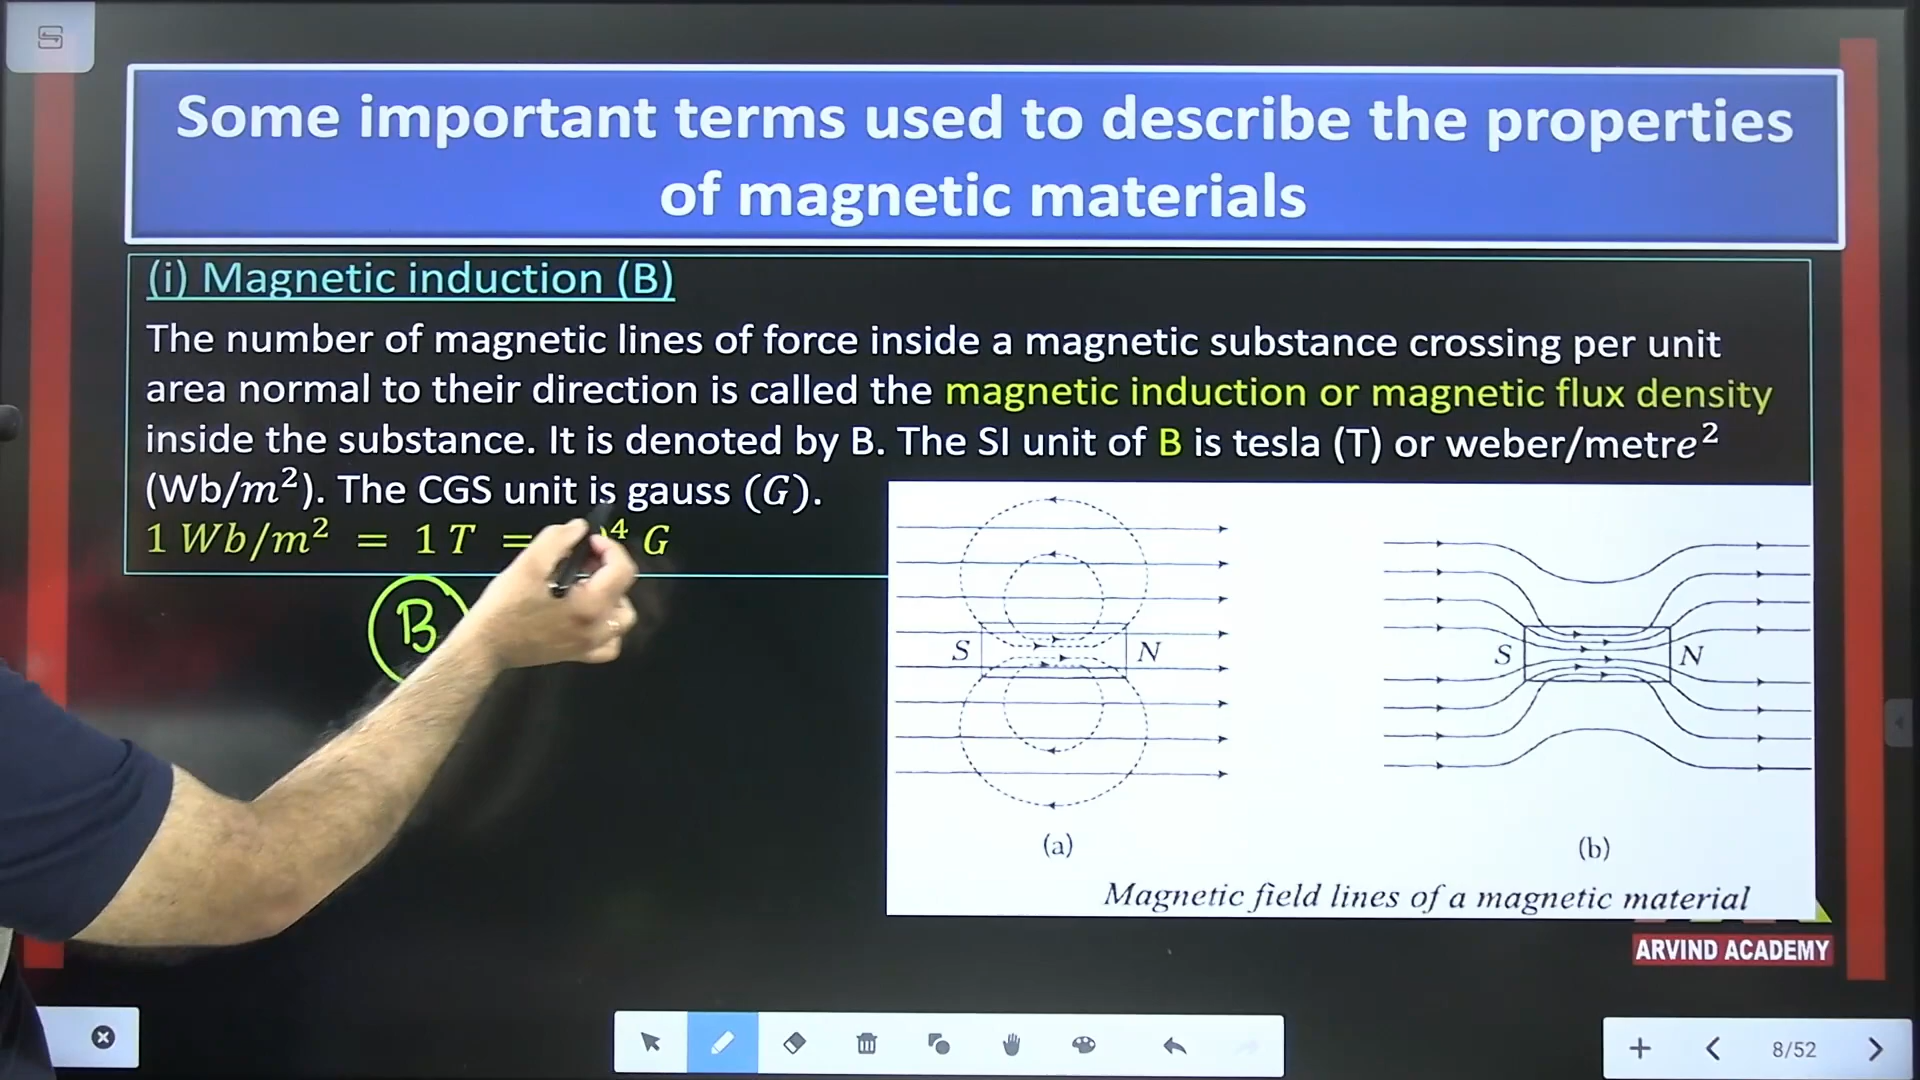 Some important terms used to describe the properties
of magnetic materials
(i) Magnetic induction (B)
The number of magnetic lines of force inside a magnetic substance crossing per unit
area normal to their direction is called the magnetic induction or magnetic flux density
inside the substance. It is denoted by B. The SI unit of B is tesla (T) or weber/metre²
(Wb/m²). The CGS unit is gauss (G).
1 Wb/m² = 1 T = ⁴ G
B
S N
(a)
S N
(b)
Magnetic field lines of a magnetic material
ARVIND ACADEMY
8/52